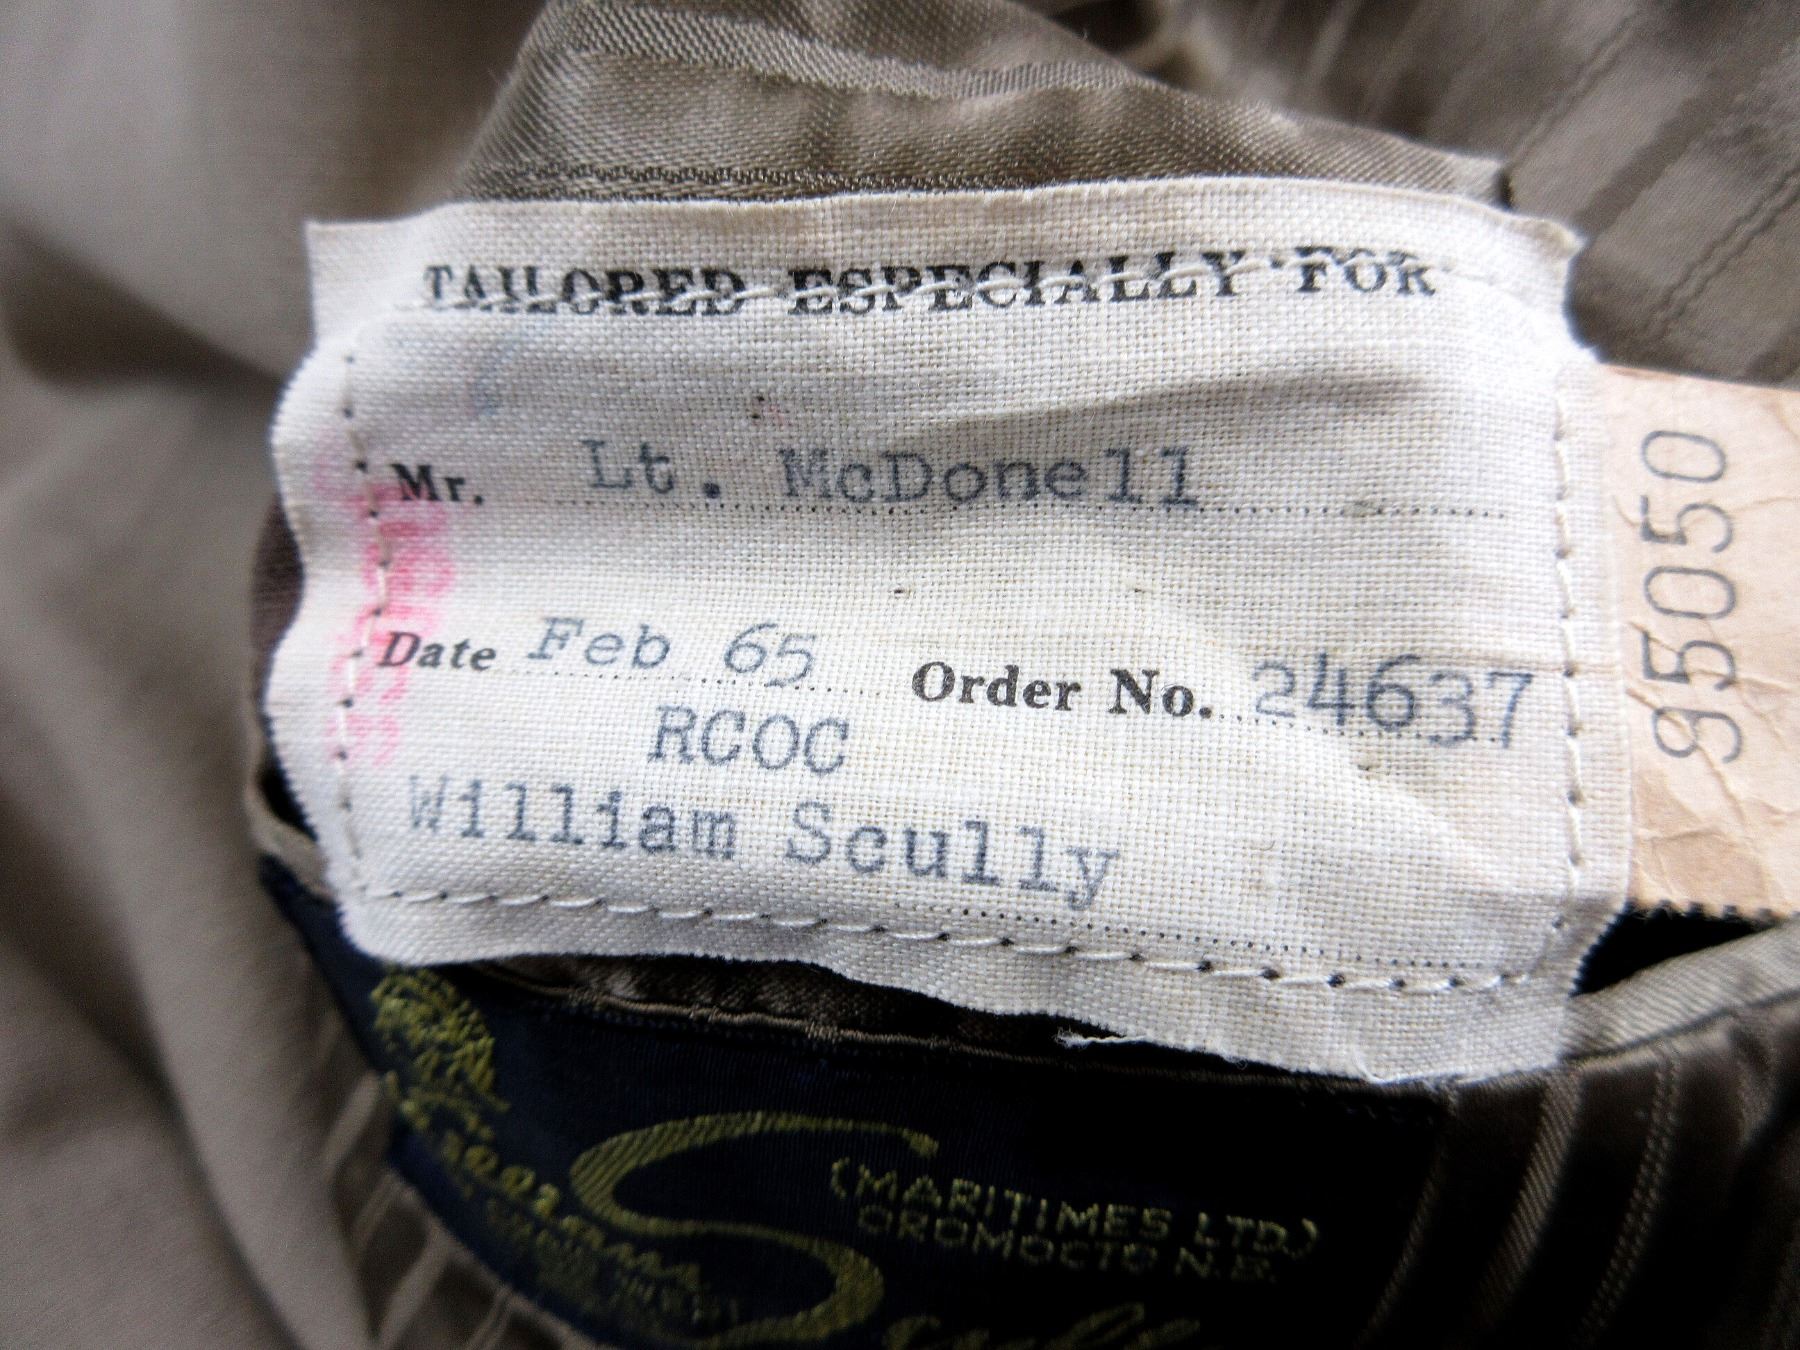 TAILORED ESPECIALLY FOR
Mr. Lt. McDonell
Date Feb 65 Order No. 24637
RCOC
William Scully
95050
(MARITIMES LTD.)
OROMOCTO N.B.